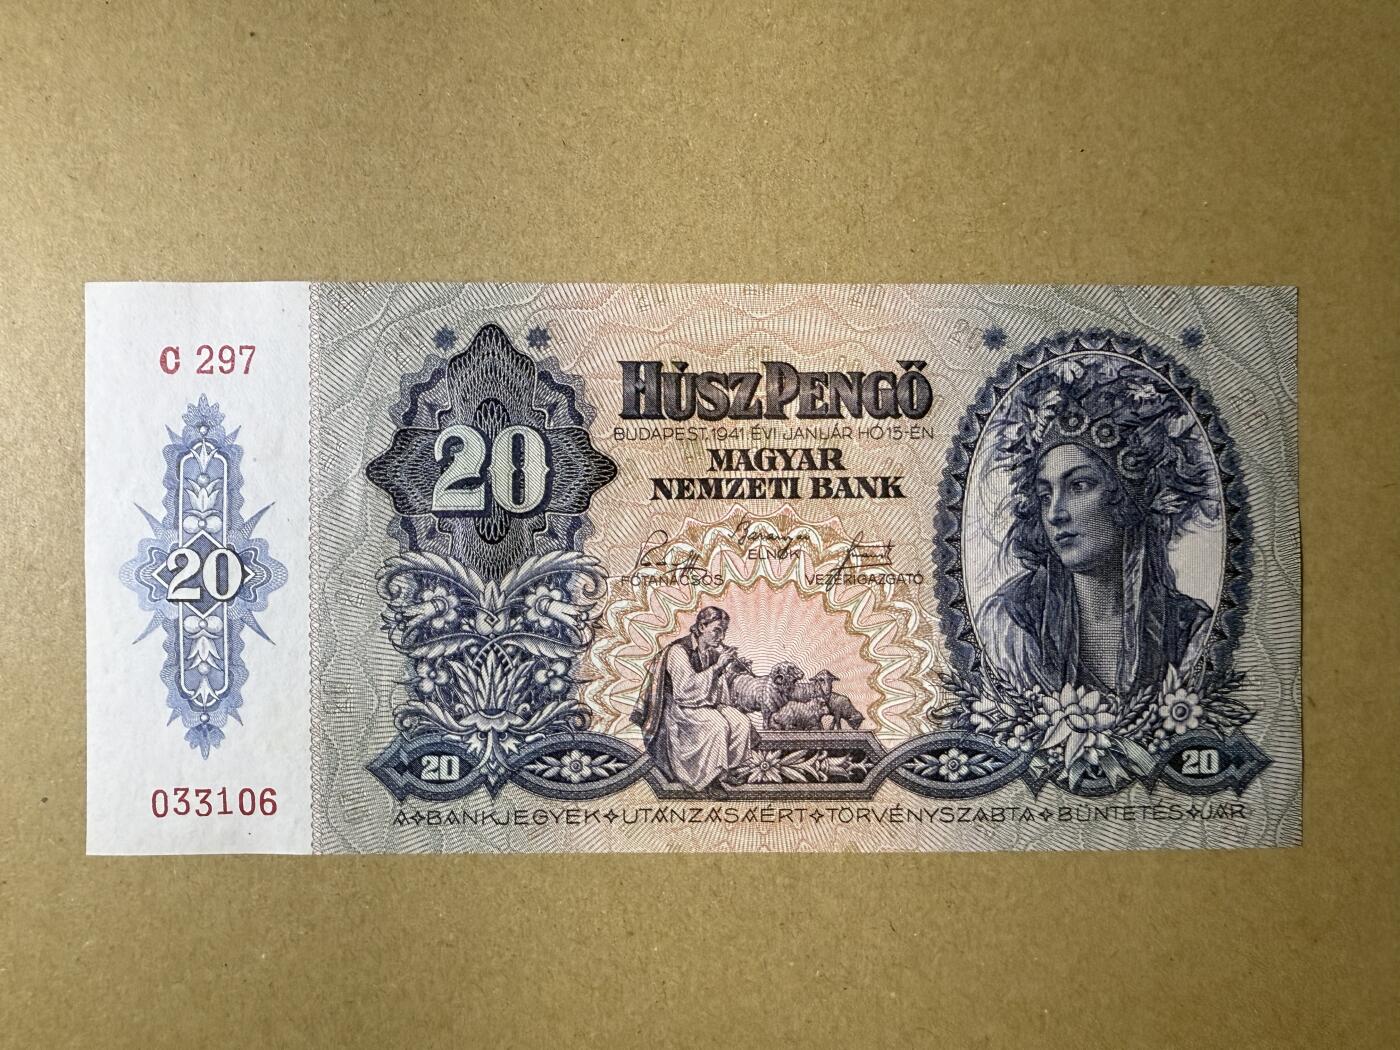 C 297
20
033106
20
HÚSZ PENGŐ
BUDAPEST, 1941. ÉVI JANUÁR HÓ 15-ÉN
MAGYAR
NEMZETI BANK
ELNÖK
FŐTANÁCSOS
VEZÉRIGAZGATÓ
20
20
A BANKJEGYEK UTÁNZÁSÁÉRT TÖRVÉNYSZABTA BÜNTETÉS JÁR